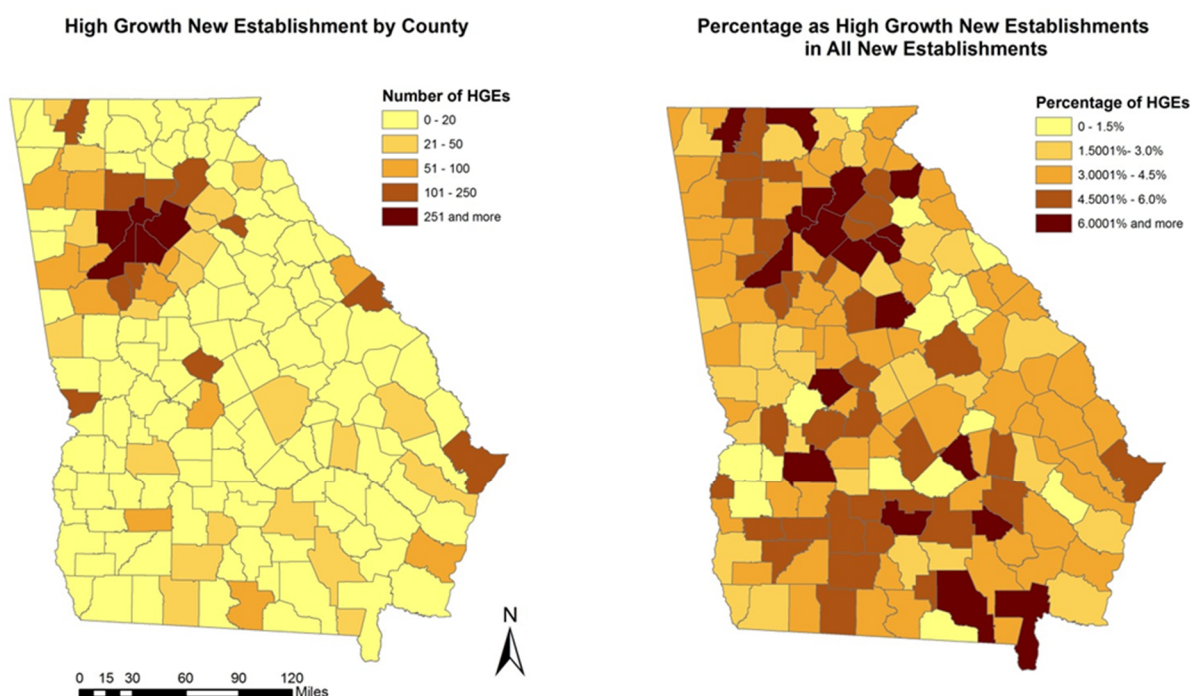 High Growth New Establishment by County
Number of HGEs
0 - 20
21 - 50
51 - 100
101 - 250
251 and more
N
0 15 30 60 90 120
Miles
Percentage as High Growth New Establishments
in All New Establishments
Percentage of HGEs
0 - 1.5%
1.5001%- 3.0%
3.0001% - 4.5%
4.5001% - 6.0%
6.0001% and more